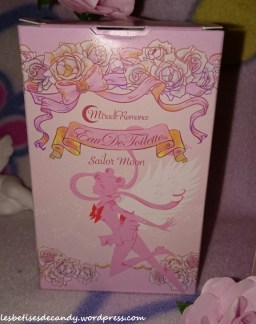 Miracle Romance
Eau De Toilette
Sailor Moon
lesbetisesdecandy.wordpress.com